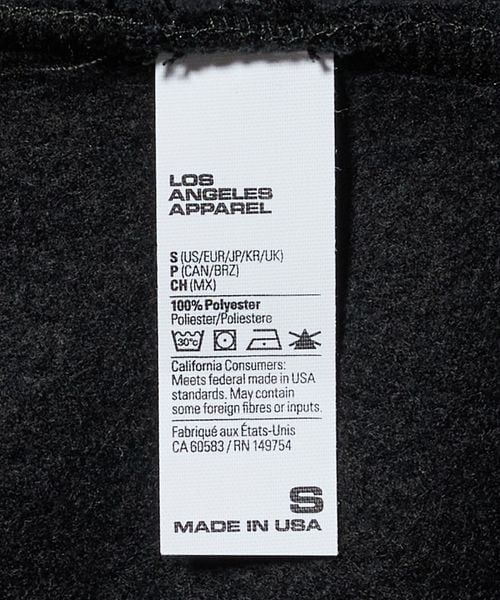 LOS
ANGELES
APPAREL
S (US/EUR/JP/KR/UK)
P (CAN/BRZ)
CH (MX)
100% Polyester
Poliester/Poliestere
30°C
California Consumers:
Meets federal made in USA
standards. May contain
some foreign fibres or inputs.
Fabriqué aux États-Unis
CA 60583 / RN 149754
S
MADE IN USA